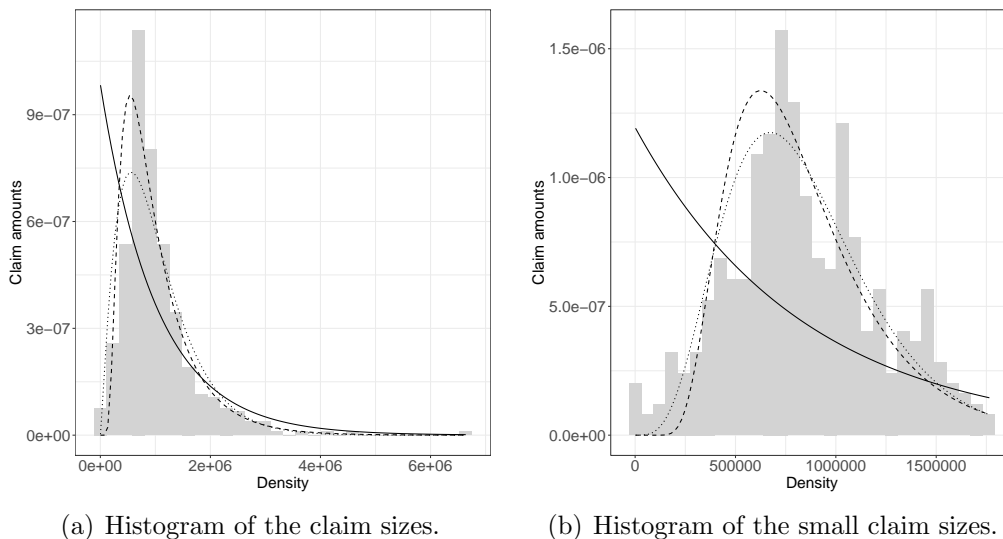 9e−07
6e−07
3e−07
0e+00
Claim amounts
0e+00 2e+06 4e+06 6e+06
Density
(a) Histogram of the claim sizes.
1.5e−06
1.0e−06
5.0e−07
0.0e+00
Claim amounts
0 500000 1000000 1500000
Density
(b) Histogram of the small claim sizes.